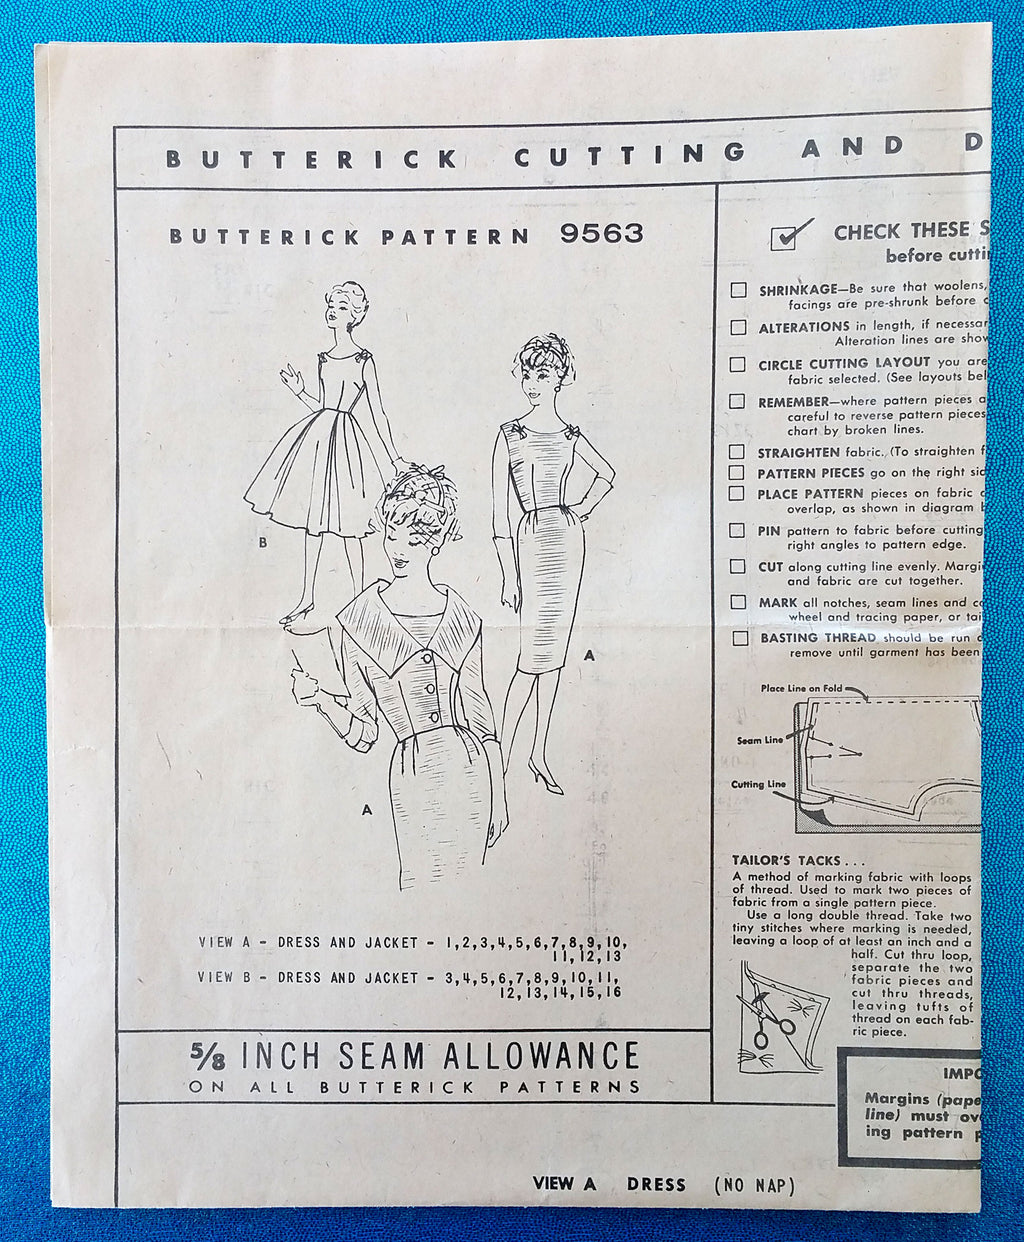 BUTTERICK CUTTING AND D
BUTTERICK PATTERN 9563
B
A
A
VIEW A - DRESS AND JACKET - 1,2,3,4,5,6,7,8,9,10,
11,12,13
VIEW B - DRESS AND JACKET - 3,4,5,6,7,8,9,10,11,
12,13,14,15,16
5/8 INCH SEAM ALLOWANCE
ON ALL BUTTERICK PATTERNS
CHECK THESE S
before cutti
SHRINKAGE—Be sure that woolens,
facings are pre-shrunk before c
ALTERATIONS in length, if necessar
Alteration lines are show
CIRCLE CUTTING LAYOUT you are
fabric selected. (See layouts bel
REMEMBER—where pattern pieces a
careful to reverse pattern pieces
chart by broken lines.
STRAIGHTEN fabric. (To straighten f
PATTERN PIECES go on the right sid
PLACE PATTERN pieces on fabric
overlap, as shown in diagram b
PIN pattern to fabric before cutting
right angles to pattern edge.
CUT along cutting line evenly. Margi
and fabric are cut together.
MARK all notches, seam lines and c
wheel and tracing paper, or tai
BASTING THREAD should be run
remove until garment has been
Place Line on Fold
Seam Line
Cutting Line
TAILOR'S TACKS...
A method of marking fabric with loops
of thread. Used to mark two pieces of
fabric from a single pattern piece.
Use a long double thread. Take two
tiny stitches where marking is needed,
leaving a loop of at least an inch and a
half. Cut thru loop,
separate the two
fabric pieces and
cut thru threads,
leaving tufts of
thread on each fab-
ric piece.
IMPO
Margins (pape
line) must ov
ing pattern p
VIEW A DRESS (NO NAP)